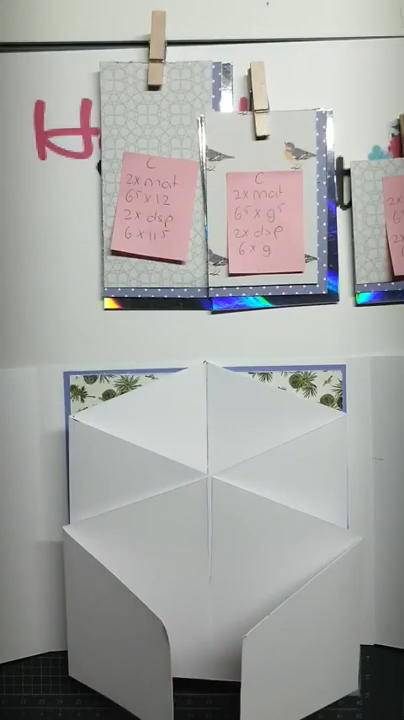 C
2x mat
6⁵ x 12
2x dsp
6 x 11⁵
C
2x mat
6⁵ x 9⁵
2x dsp
6 x 9